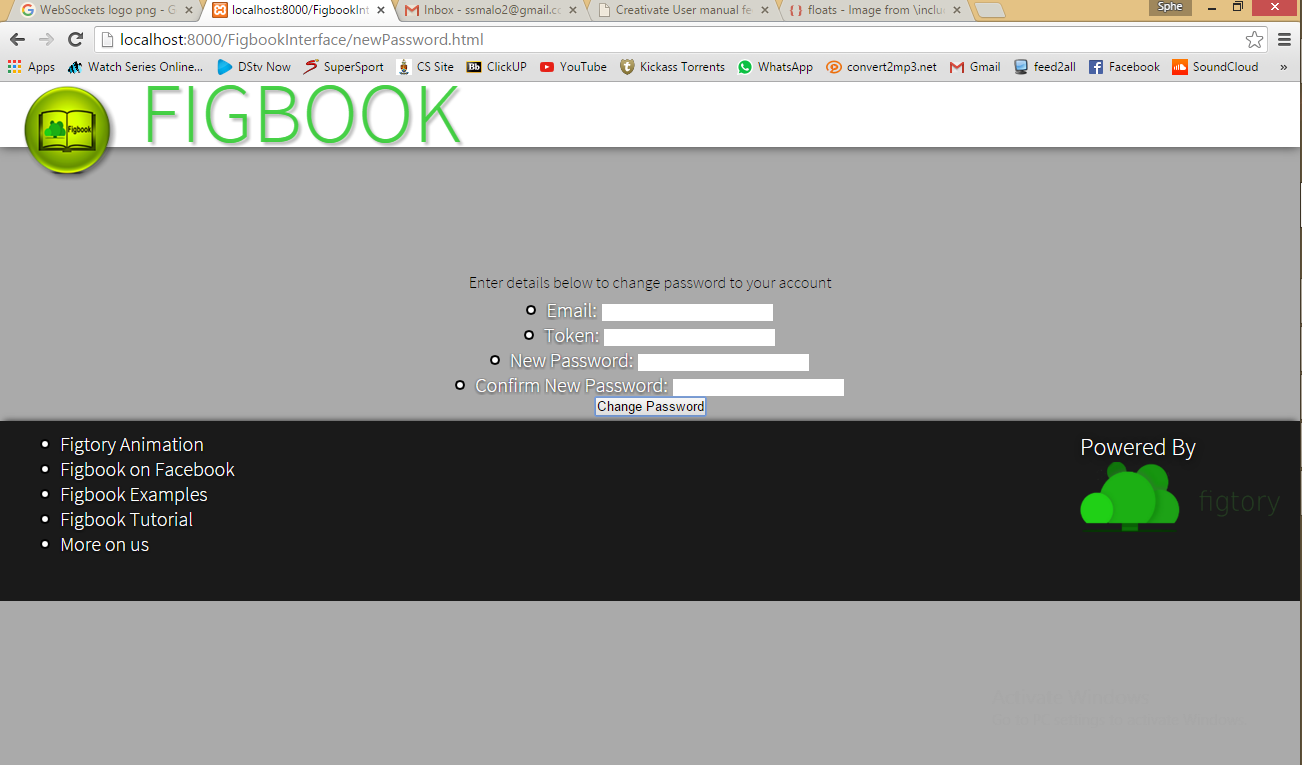 WebSockets logo png - G
localhost:8000/FigbookInt
Inbox - ssmalo2@gmail.co
Creativate User manual fe
floats - Image from \inclu
Sphe
localhost:8000/FigbookInterface/newPassword.html
Apps Watch Series Online... DStv Now SuperSport CS Site Bb ClickUP YouTube Kickass Torrents WhatsApp convert2mp3.net Gmail feed2all Facebook SoundCloud »
Figbook
FIGBOOK
Enter details below to change password to your account
Email:
Token:
New Password:
Confirm New Password:
Change Password
Figtory Animation
Figbook on Facebook
Figbook Examples
Figbook Tutorial
More on us
Powered By
figtory